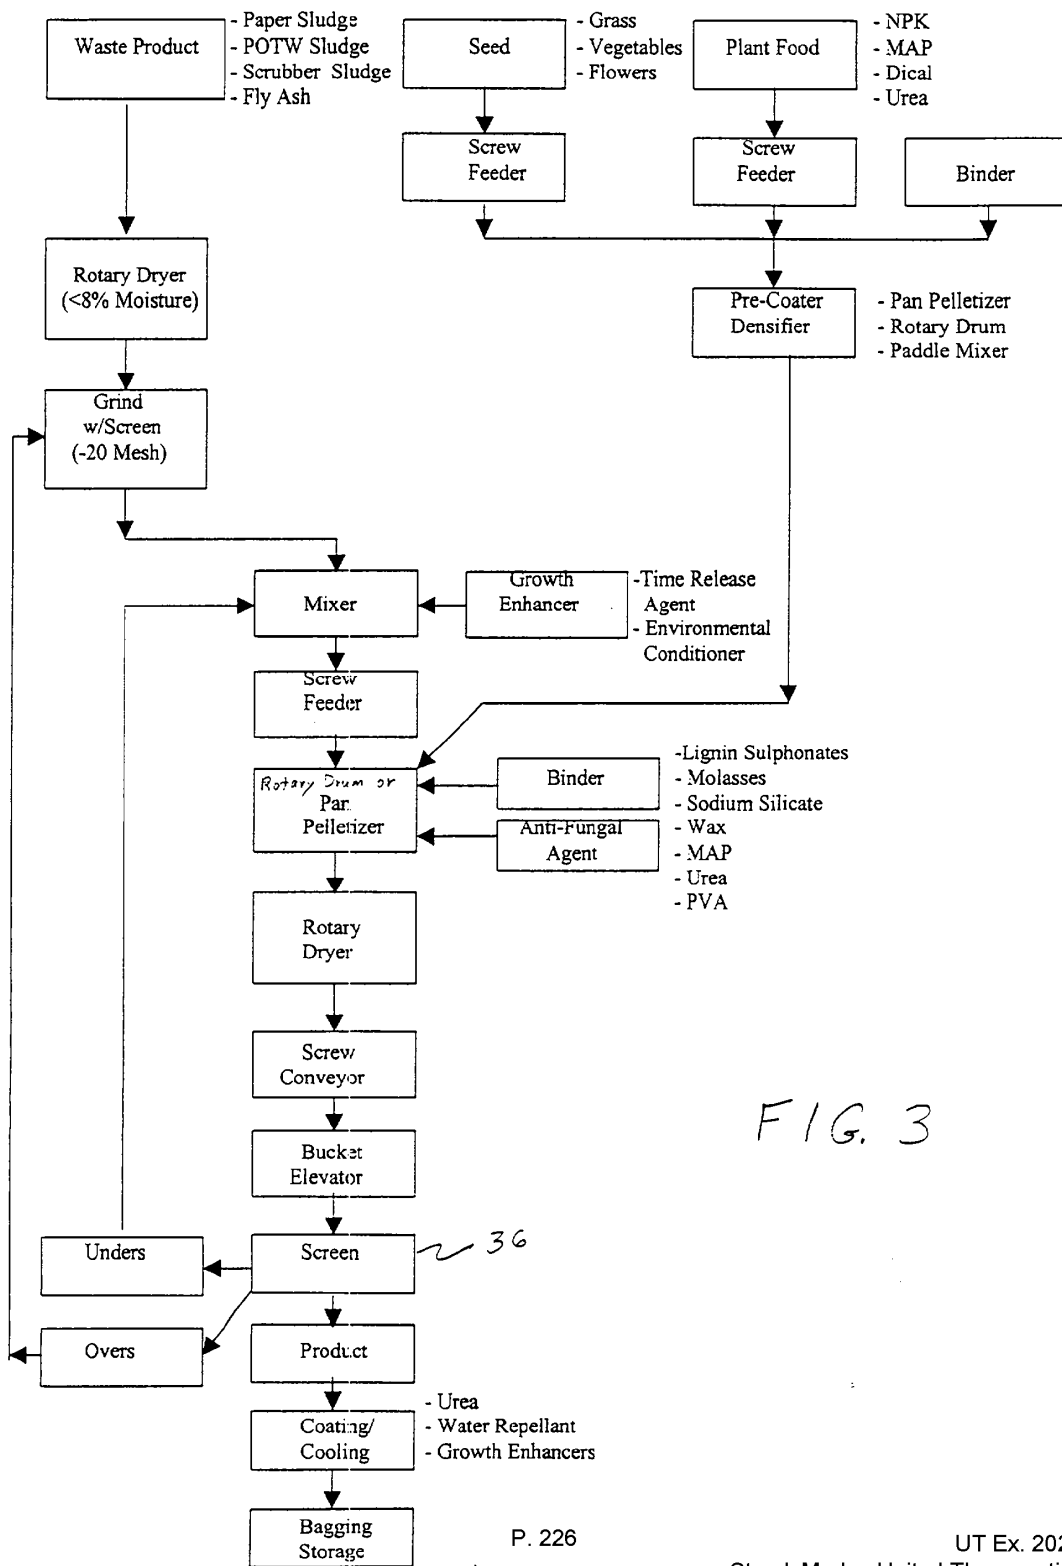 Waste Product
- Paper Sludge
- POTW Sludge
- Scrubber Sludge
- Fly Ash
Seed
- Grass
- Vegetables
- Flowers
Plant Food
- NPK
- MAP
- Dical
- Urea
Screw
Feeder
Screw
Feeder
Binder
Rotary Dryer
(<8% Moisture)
Pre-Coater
Densifier
- Pan Pelletizer
- Rotary Drum
- Paddle Mixer
Grind
w/Screen
(-20 Mesh)
Mixer
Growth
Enhancer
-Time Release
Agent
- Environmental
Conditioner
Screw
Feeder
Rotary Drum or
Pan
Pelletizer
Binder
Anti-Fungal
Agent
-Lignin Sulphonates
- Molasses
- Sodium Silicate
- Wax
- MAP
- Urea
- PVA
Rotary
Dryer
Screw
Conveyor
Bucket
Elevator
FIG. 3
Unders
Screen
36
Overs
Product
Coating/
Cooling
- Urea
- Water Repellant
- Growth Enhancers
Bagging
Storage
P. 226
UT Ex. 202